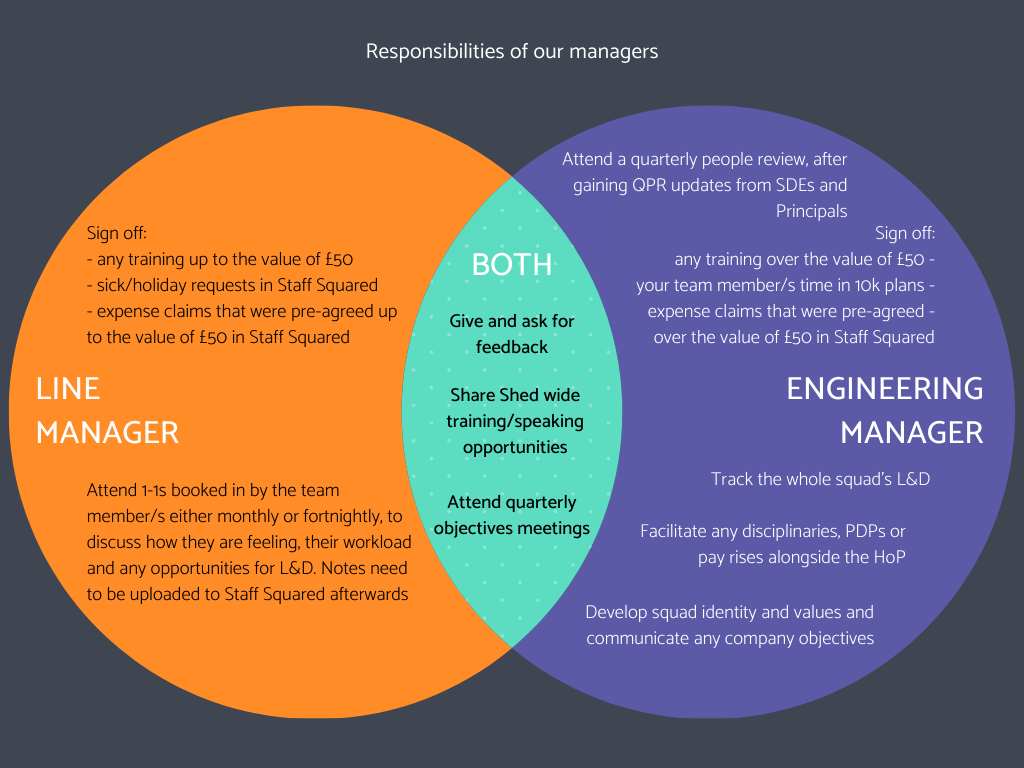 Responsibilities of our managers
Sign off:
- any training up to the value of £50
- sick/holiday requests in Staff Squared
- expense claims that were pre-agreed up
to the value of £50 in Staff Squared
LINE
MANAGER
Attend 1-1s booked in by the team
member/s either monthly or fortnightly, to
discuss how they are feeling, their workload
and any opportunities for L&D. Notes need
to be uploaded to Staff Squared afterwards
BOTH
Give and ask for
feedback
Share Shed wide
training/speaking
opportunities
Attend quarterly
objectives meetings
Attend a quarterly people review, after
gaining QPR updates from SDEs and
Principals
Sign off:
any training over the value of £50 -
your team member/s time in 10k plans -
expense claims that were pre-agreed -
over the value of £50 in Staff Squared
ENGINEERING
MANAGER
Track the whole squad's L&D
Facilitate any disciplinaries, PDPs or
pay rises alongside the HoP
Develop squad identity and values and
communicate any company objectives